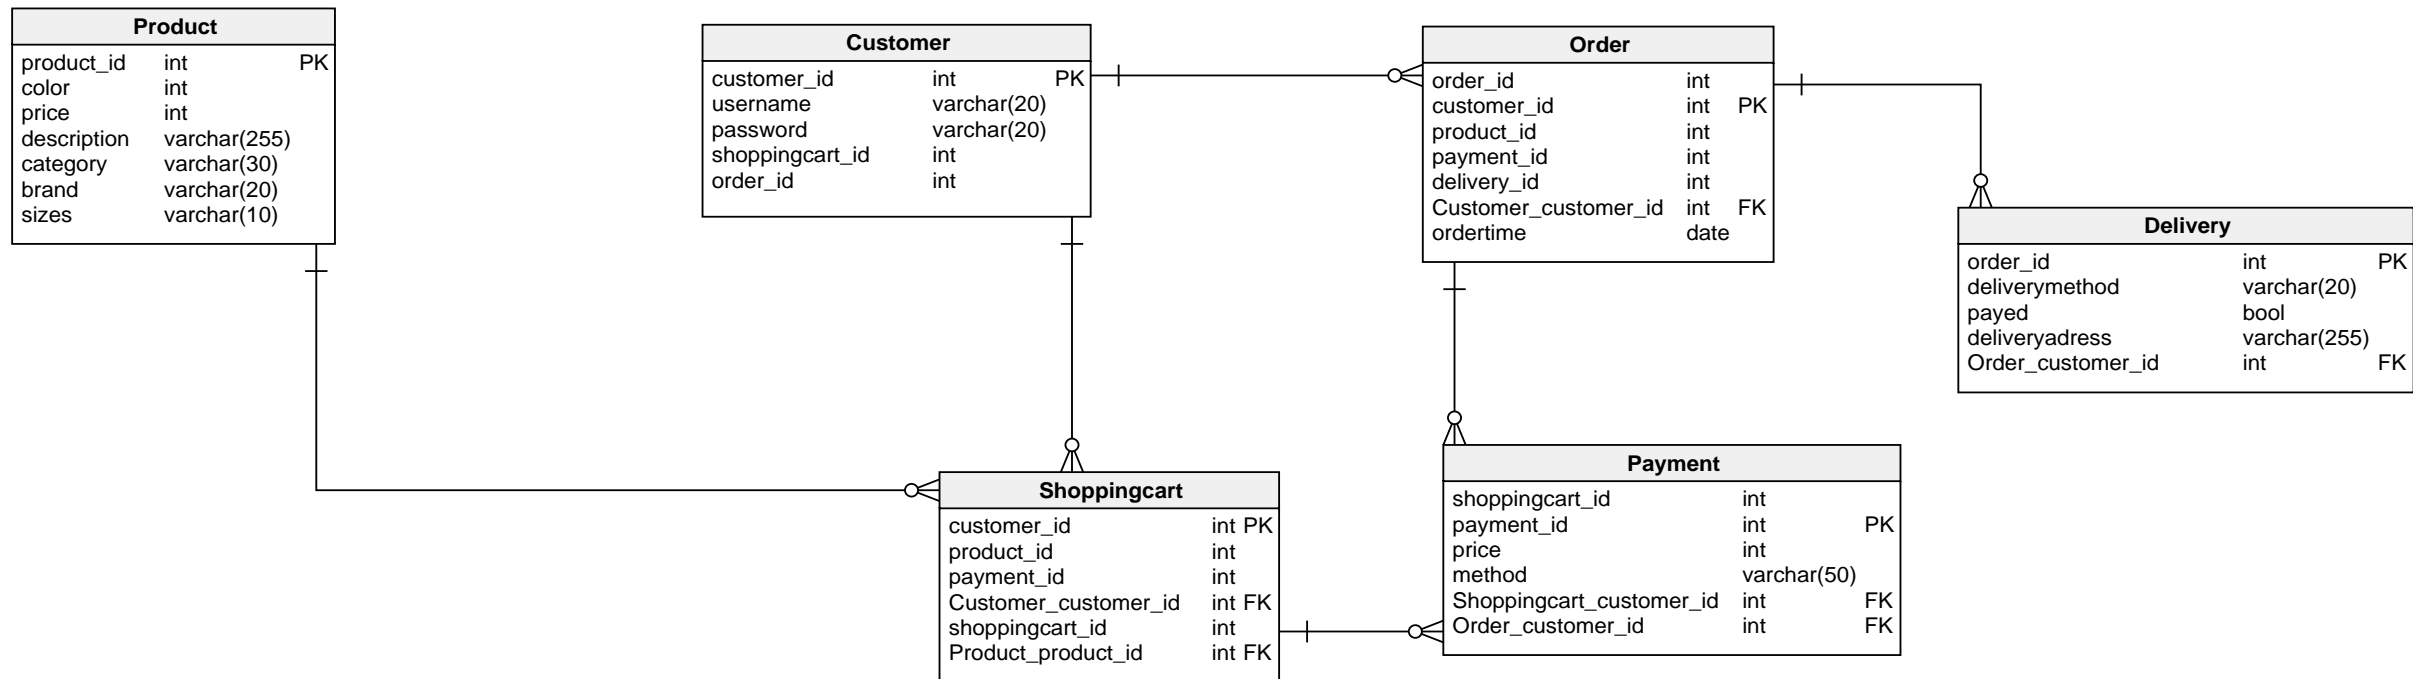 Product
product_id int PK
color int
price int
description varchar(255)
category varchar(30)
brand varchar(20)
sizes varchar(10)
Customer
customer_id int PK
username varchar(20)
password varchar(20)
shoppingcart_id int
order_id int
Order
order_id int
customer_id int PK
product_id int
payment_id int
delivery_id int
Customer_customer_id int FK
ordertime date
Delivery
order_id int PK
deliverymethod varchar(20)
payed bool
deliveryadress varchar(255)
Order_customer_id int FK
Shoppingcart
customer_id int PK
product_id int
payment_id int
Customer_customer_id int FK
shoppingcart_id int
Product_product_id int FK
Payment
shoppingcart_id int
payment_id int PK
price int
method varchar(50)
Shoppingcart_customer_id int FK
Order_customer_id int FK